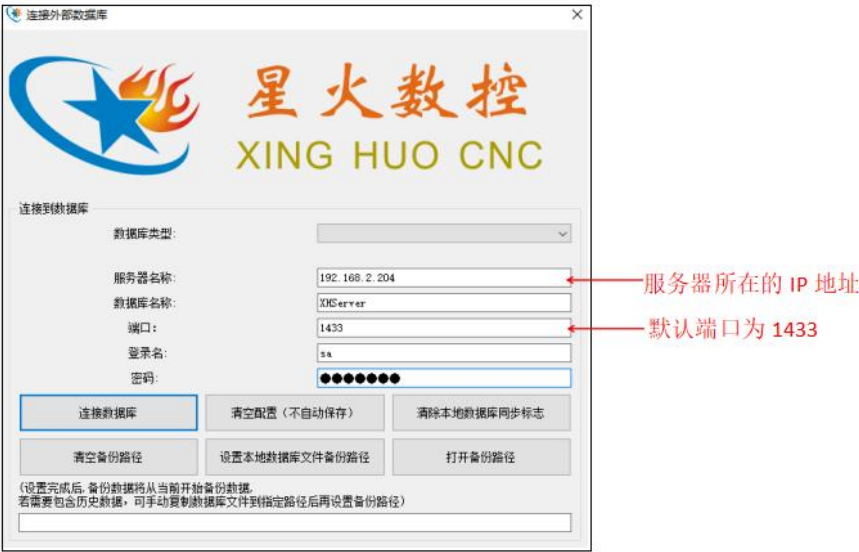 连接外部数据库
星火数控
XING HUO CNC
连接到数据库
数据库类型:
服务器名称: 192.168.2.204
服务器所在的 IP 地址
数据库名称: XHServer
端口: 1433
默认端口为 1433
登录名: sa
密码: ●●●●●●●
连接数据库 清空配置（不自动保存） 清除本地数据库同步标志
清空备份路径 设置本地数据库文件备份路径 打开备份路径
(设置完成后,备份数据将从当前开始备份数据,
若需要包含历史数据，可手动复制数据库文件到指定路径后再设置备份路径)